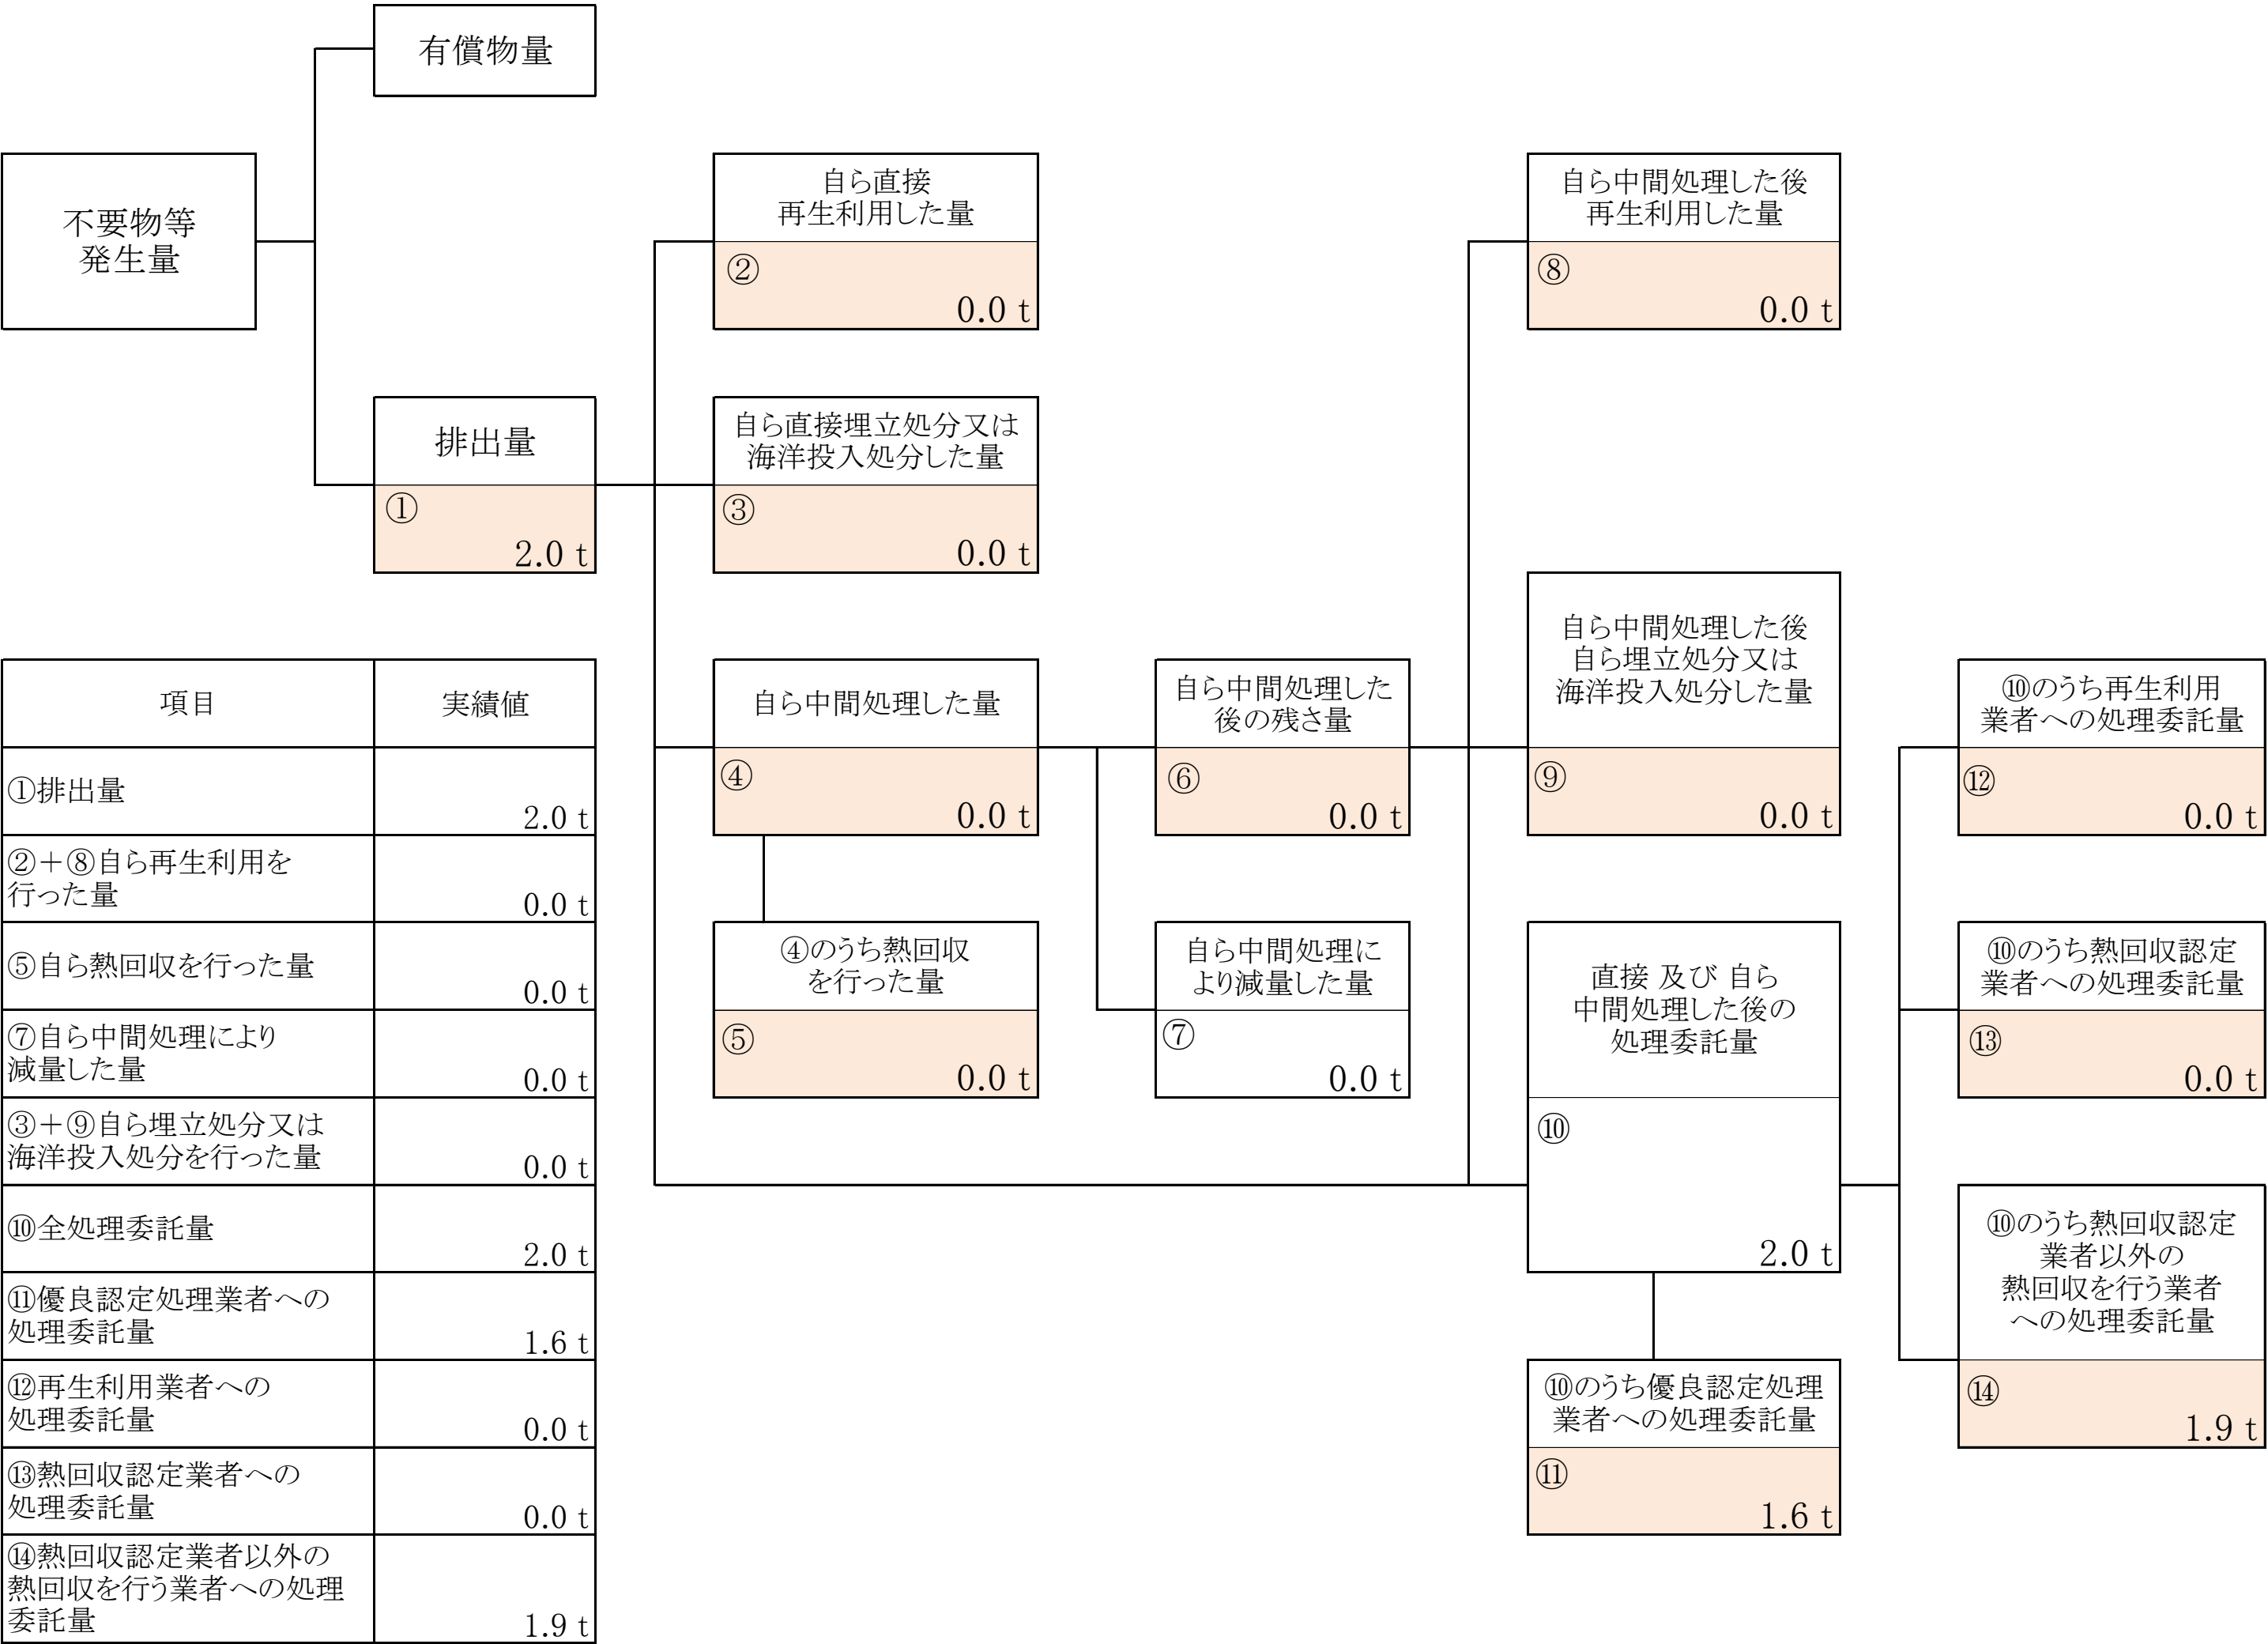 有償物量
不要物等
発生量
自ら直接
再生利用した量
②
0.0 t
自ら中間処理した後
再生利用した量
⑧
0.0 t
排出量
①
2.0 t
自ら直接埋立処分又は
海洋投入処分した量
③
0.0 t
自ら中間処理した量
④
0.0 t
自ら中間処理した
後の残さ量
⑥
0.0 t
自ら中間処理した後
自ら埋立処分又は
海洋投入処分した量
⑨
0.0 t
⑩のうち再生利用
業者への処理委託量
⑫
0.0 t
④のうち熱回収
を行った量
⑤
0.0 t
自ら中間処理に
より減量した量
⑦
0.0 t
直接 及び 自ら
中間処理した後の
処理委託量
⑩
2.0 t
⑩のうち熱回収認定
業者への処理委託量
⑬
0.0 t
⑩のうち熱回収認定
業者以外の
熱回収を行う業者
への処理委託量
⑭
1.9 t
⑩のうち優良認定処理
業者への処理委託量
⑪
1.6 t
項目
実績値
①排出量
2.0 t
②＋⑧自ら再生利用を
行った量
0.0 t
⑤自ら熱回収を行った量
0.0 t
⑦自ら中間処理により
減量した量
0.0 t
③＋⑨自ら埋立処分又は
海洋投入処分を行った量
0.0 t
⑩全処理委託量
2.0 t
⑪優良認定処理業者への
処理委託量
1.6 t
⑫再生利用業者への
処理委託量
0.0 t
⑬熱回収認定業者への
処理委託量
0.0 t
⑭熱回収認定業者以外の
熱回収を行う業者への処理
委託量
1.9 t